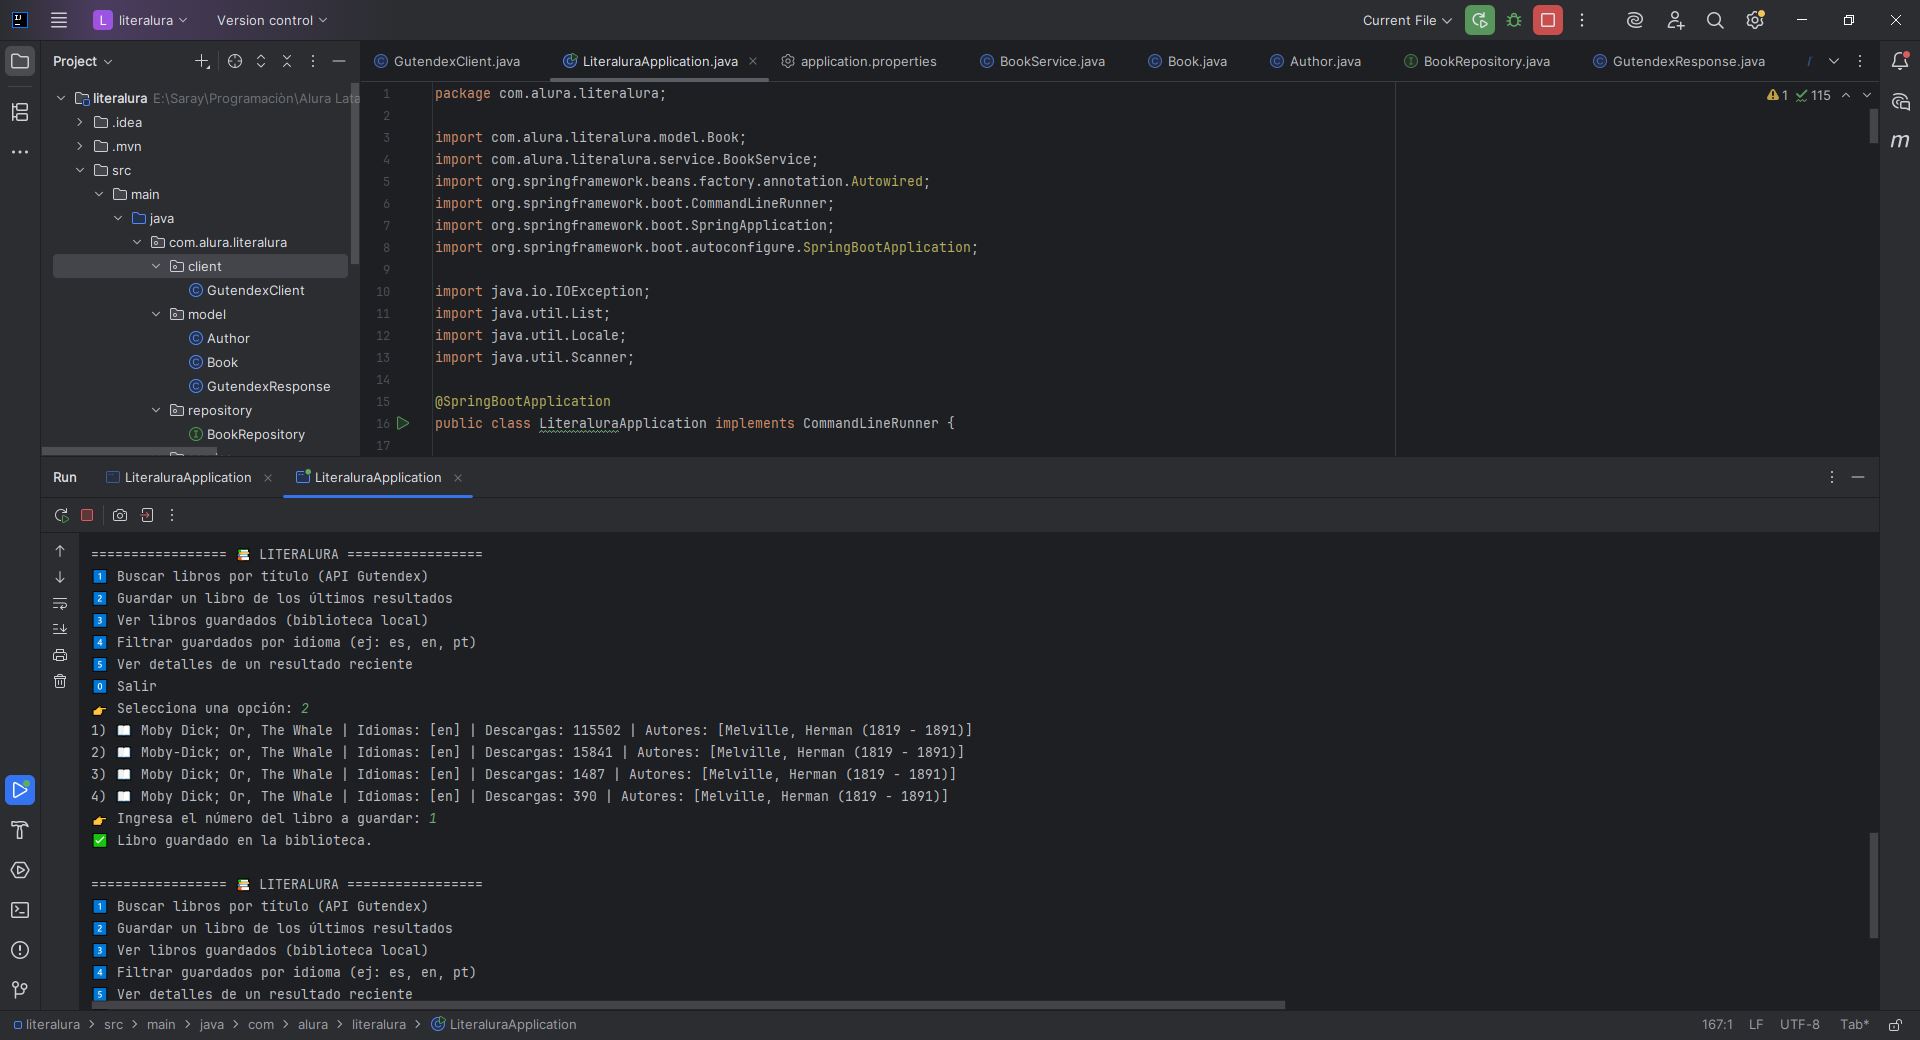 L literalura Version control Current File
Project
GutendexClient.java LiteraluraApplication.java application.properties BookService.java Book.java Author.java BookRepository.java GutendexResponse.java
literalura E:\Saray\Programaciòn\Alura Lata
.idea
.mvn
src
main
java
com.alura.literalura
client
GutendexClient
model
Author
Book
GutendexResponse
repository
BookRepository
1 115
1 package com.alura.literalura;
2
3 import com.alura.literalura.model.Book;
4 import com.alura.literalura.service.BookService;
5 import org.springframework.beans.factory.annotation.Autowired;
6 import org.springframework.boot.CommandLineRunner;
7 import org.springframework.boot.SpringApplication;
8 import org.springframework.boot.autoconfigure.SpringBootApplication;
9
10 import java.io.IOException;
11 import java.util.List;
12 import java.util.Locale;
13 import java.util.Scanner;
14
15 @SpringBootApplication
16 public class LiteraluraApplication implements CommandLineRunner {
17
m
Run LiteraluraApplication LiteraluraApplication
================= 📚 LITERALURA =================
1 Buscar libros por título (API Gutendex)
2 Guardar un libro de los últimos resultados
3 Ver libros guardados (biblioteca local)
4 Filtrar guardados por idioma (ej: es, en, pt)
5 Ver detalles de un resultado reciente
0 Salir
👉 Selecciona una opción: 2
1) 📖 Moby Dick; Or, The Whale | Idiomas: [en] | Descargas: 115502 | Autores: [Melville, Herman (1819 - 1891)]
2) 📖 Moby-Dick; or, The Whale | Idiomas: [en] | Descargas: 15841 | Autores: [Melville, Herman (1819 - 1891)]
3) 📖 Moby Dick; Or, The Whale | Idiomas: [en] | Descargas: 1487 | Autores: [Melville, Herman (1819 - 1891)]
4) 📖 Moby Dick; Or, The Whale | Idiomas: [en] | Descargas: 390 | Autores: [Melville, Herman (1819 - 1891)]
👉 Ingresa el número del libro a guardar: 1
✅ Libro guardado en la biblioteca.
================= 📚 LITERALURA =================
1 Buscar libros por título (API Gutendex)
2 Guardar un libro de los últimos resultados
3 Ver libros guardados (biblioteca local)
4 Filtrar guardados por idioma (ej: es, en, pt)
5 Ver detalles de un resultado reciente
literalura > src > main > java > com > alura > literalura > LiteraluraApplication 167:1 LF UTF-8 Tab*